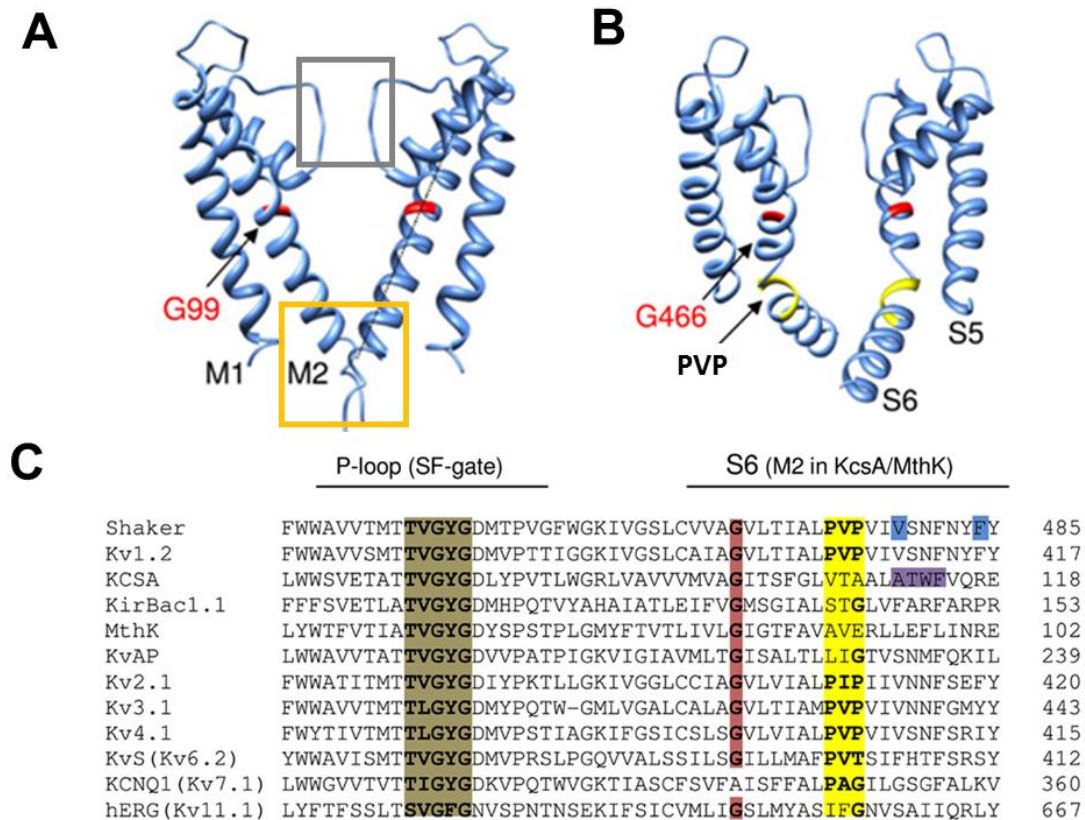 A
B
G99
M1 M2
G466
PVP
S5
S6
C
P-loop (SF-gate) S6 (M2 in KcsA/MthK)
Shaker FWWAVVTMTTVGYGDMTPVGFWGKIVGSLCVVAGVLTIALPVPVIVSNFNYFY 485
Kv1.2 FWWAVVSMTTVGYGDMVPTTIGGKIVGSLCAIAGVLTIALPVPVIVSNFNYFY 417
KCSA LWWSVETATTVGYGDLYPVTLWGRLVAVVVMVAGITSFGLVTAALATWFVQRE 118
KirBac1.1 FFFSVETLATVGYGDMHPQTVYAHAIATLEIFVGMSGIALSTGLVFARFARPR 153
MthK LYWTFVTIATVGYGDYSPSTPLGMYFTVTLIVLGIGTFAVAVERLLEFLINRE 102
KvAP LWWAVVTATTVGYGDVVPATPIGKVIGIAVMLTGISALTLLIGTVSNMFQKIL 239
Kv2.1 FWWATITMTTVGYGDIYPKTLLGKIVGGLCCIAGVLVIALPIPIIVNNFSEFY 420
Kv3.1 FWWAVVTMTTLGYGDMYPQTW-GMLVGALCALAGVLTIAMPVPVIVNNFGMYY 443
Kv4.1 FWYTIVTMTTLGYGDMVPSTIAGKIFGSICSLSGVLVIALPVPVIVSNFSRIY 415
KvS(Kv6.2) YWWAVISMTTVGYGDMVPRSLPGQVVALSSILSGILLMAFPVTSIFHTFSRSY 412
KCNQ1(Kv7.1) LWWGVVTVTTIGYGDKVPQTWVGKTIASCFSVFAISFFALPAGILGSGFALKV 360
hERG(Kv11.1) LYFTFSSLTSVGFGNVSPNTNSEKIFSICVMLIGSLMYASIFGNVSAIIQRLY 667